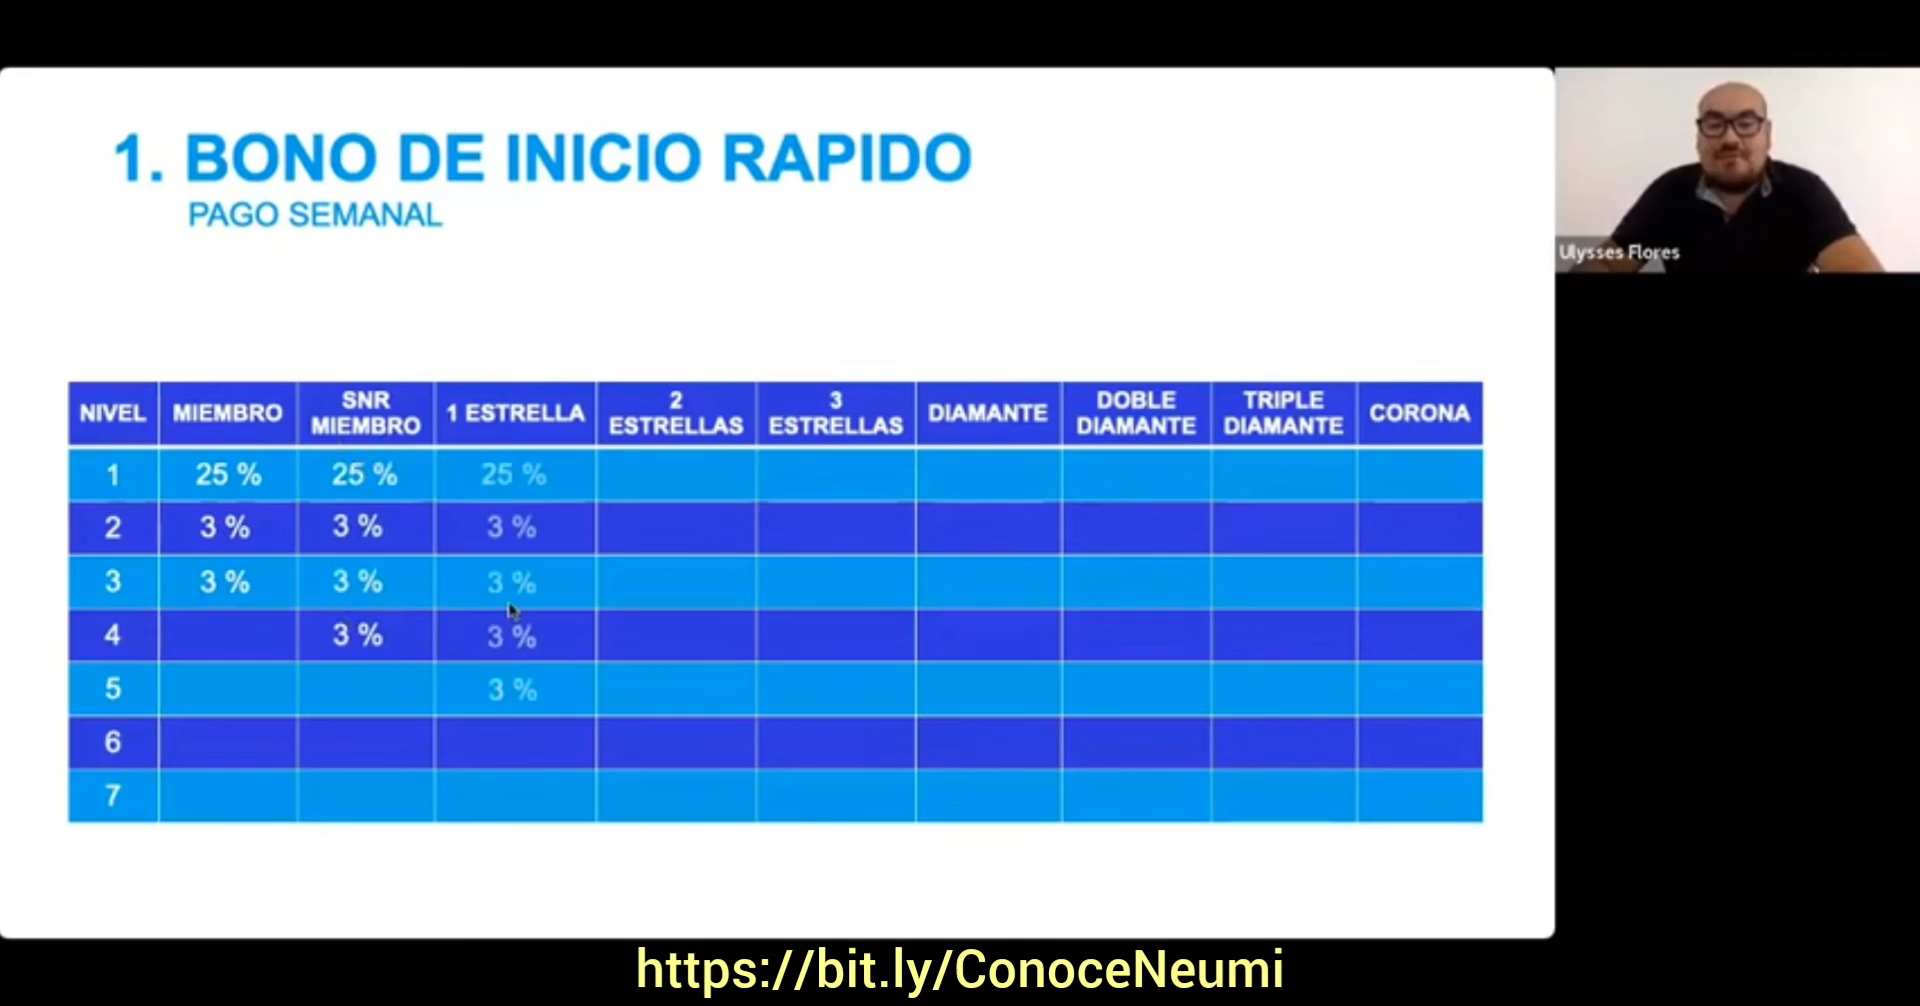 1. BONO DE INICIO RAPIDO
PAGO SEMANAL
Ulysses Flores
NIVEL MIEMBRO SNR MIEMBRO 1 ESTRELLA 2 ESTRELLAS 3 ESTRELLAS DIAMANTE DOBLE DIAMANTE TRIPLE DIAMANTE CORONA
1 25 % 25 % 25 %
2 3 % 3 % 3 %
3 3 % 3 % 3 %
4 3 % 3 %
5 3 %
6
7
https://bit.ly/ConoceNeumi